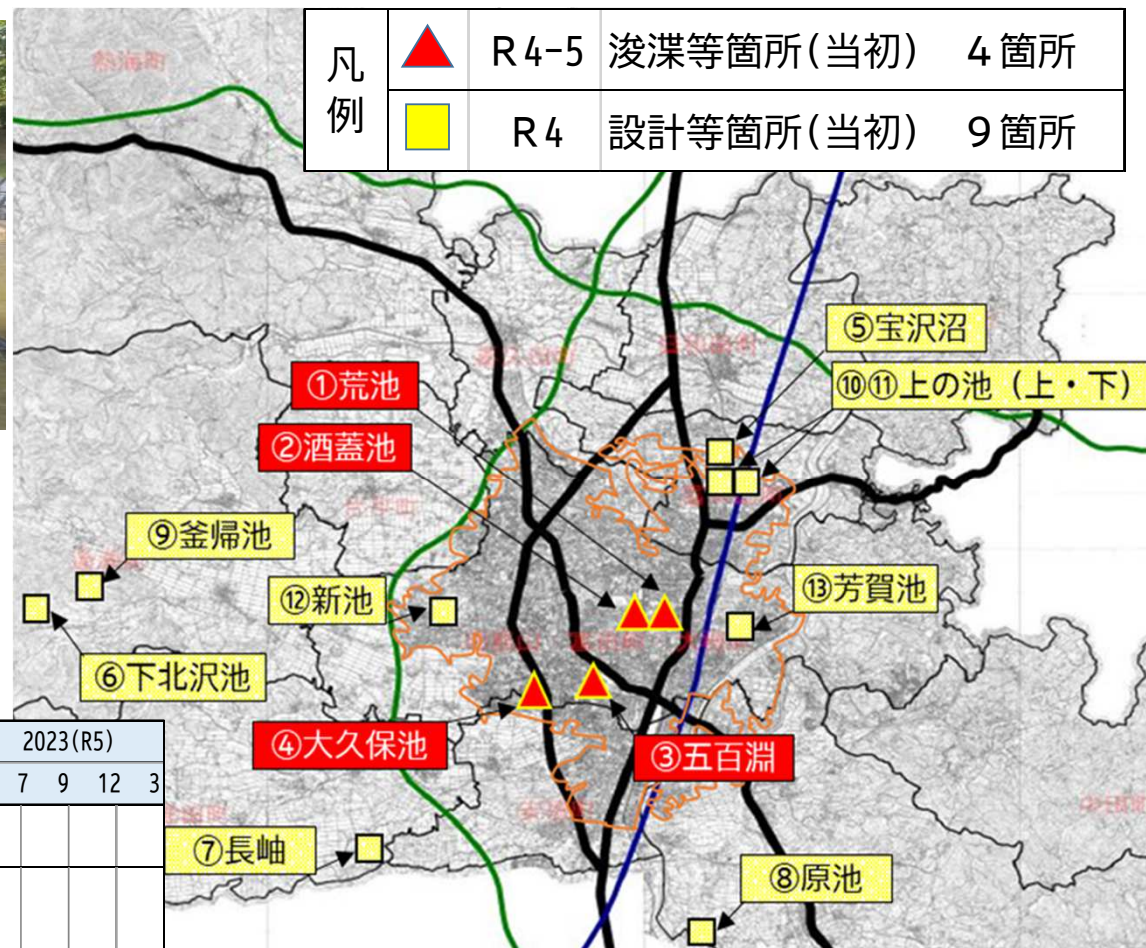 凡例
R4-5 浚渫等箇所(当初) 4箇所
R4 設計等箇所(当初) 9箇所
熱海町
⑤宝沢沼
⑩⑪上の池（上・下）
①荒池
②酒蓋池
⑨釜帰池
⑫新池
⑬芳賀池
⑥下北沢池
④大久保池
③五百淵
⑦長岫
⑧原池
2023(R5)
7 9 12 3